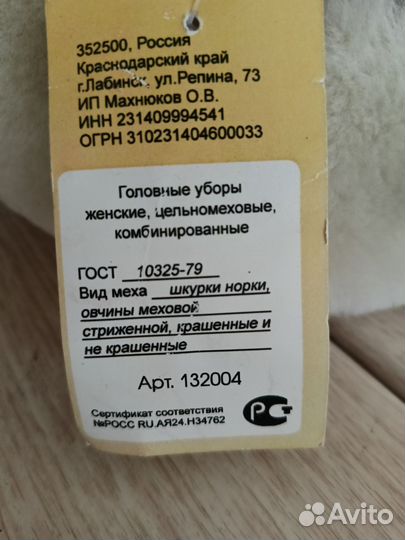 352500, Россия
Краснодарский край
г.Лабинск, ул.Репина, 73
ИП Махнюков О.В.
ИНН 231409994541
ОГРН 310231404600033
Головные уборы
женские, цельномеховые,
комбинированные
ГОСТ 10325-79
Вид меха шкурки норки,
овчины меховой
стриженной, крашенные и
не крашенные
Арт. 132004
Сертификат соответствия
№РОСС RU.АЯ24.Н34762
РСТ
Avito